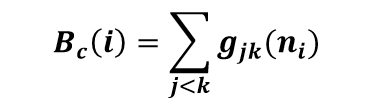 B_c(i) = \sum_{j<k} g_{jk}(n_i)